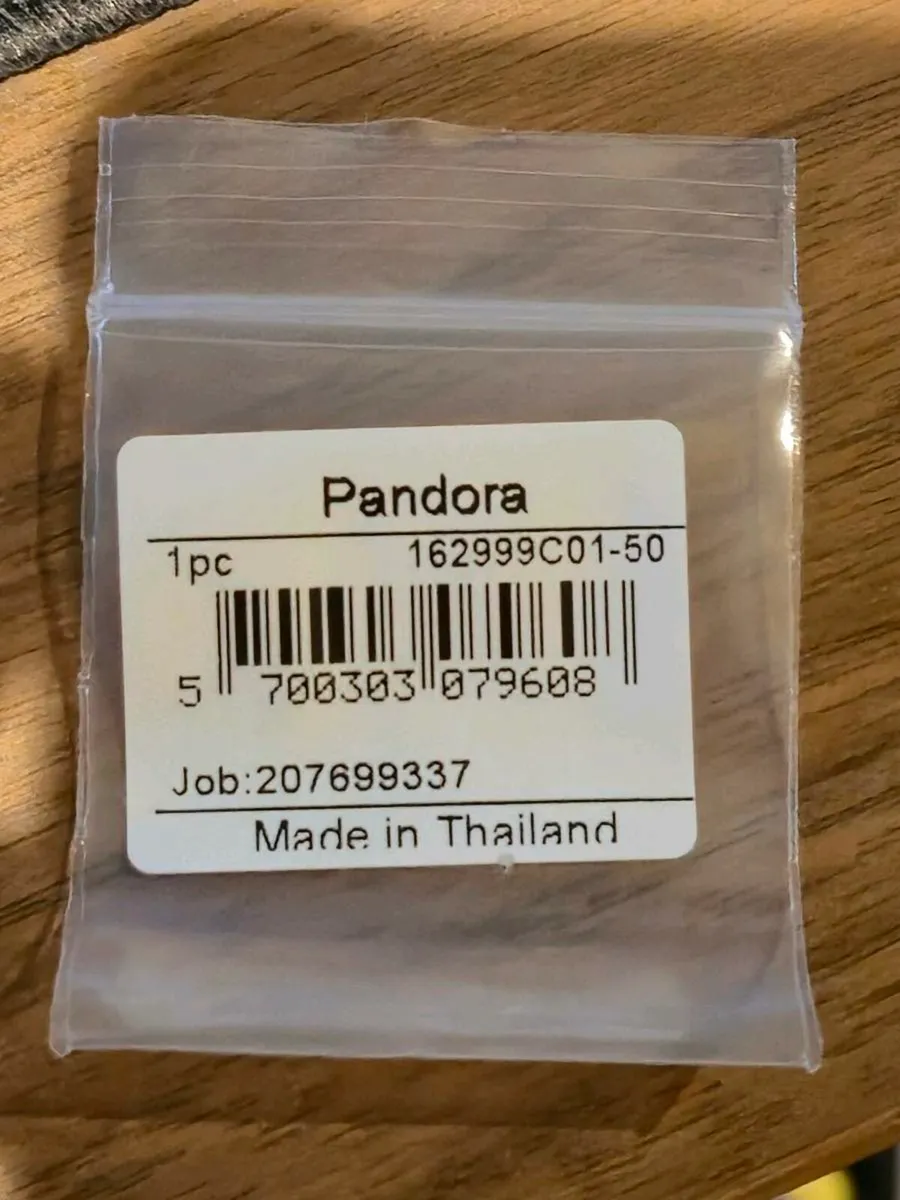 Pandora
1pc 162999C01-50
5 700303 079608
Job:207699337
Made in Thailand